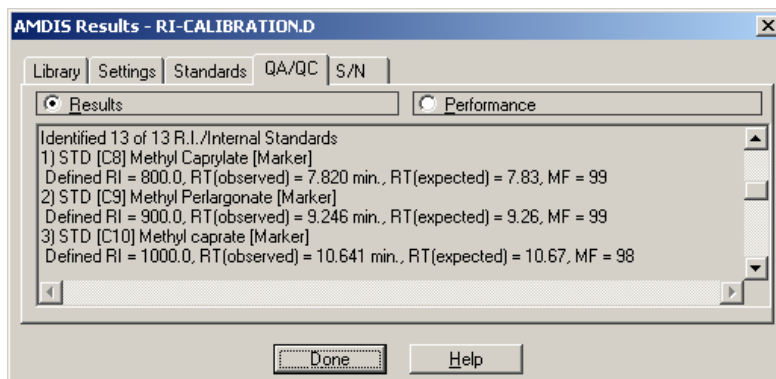 AMDIS Results - RI-CALIBRATION.D
Library Settings Standards QA/QC S/N
Results Performance
Identified 13 of 13 R.I./Internal Standards
1) STD [C8] Methyl Caprylate [Marker]
Defined RI = 800.0, RT(observed) = 7.820 min., RT(expected) = 7.83, MF = 99
2) STD [C9] Methyl Perlargonate [Marker]
Defined RI = 900.0, RT(observed) = 9.246 min., RT(expected) = 9.26, MF = 99
3) STD [C10] Methyl caprate [Marker]
Defined RI = 1000.0, RT(observed) = 10.641 min., RT(expected) = 10.67, MF = 98
Done Help